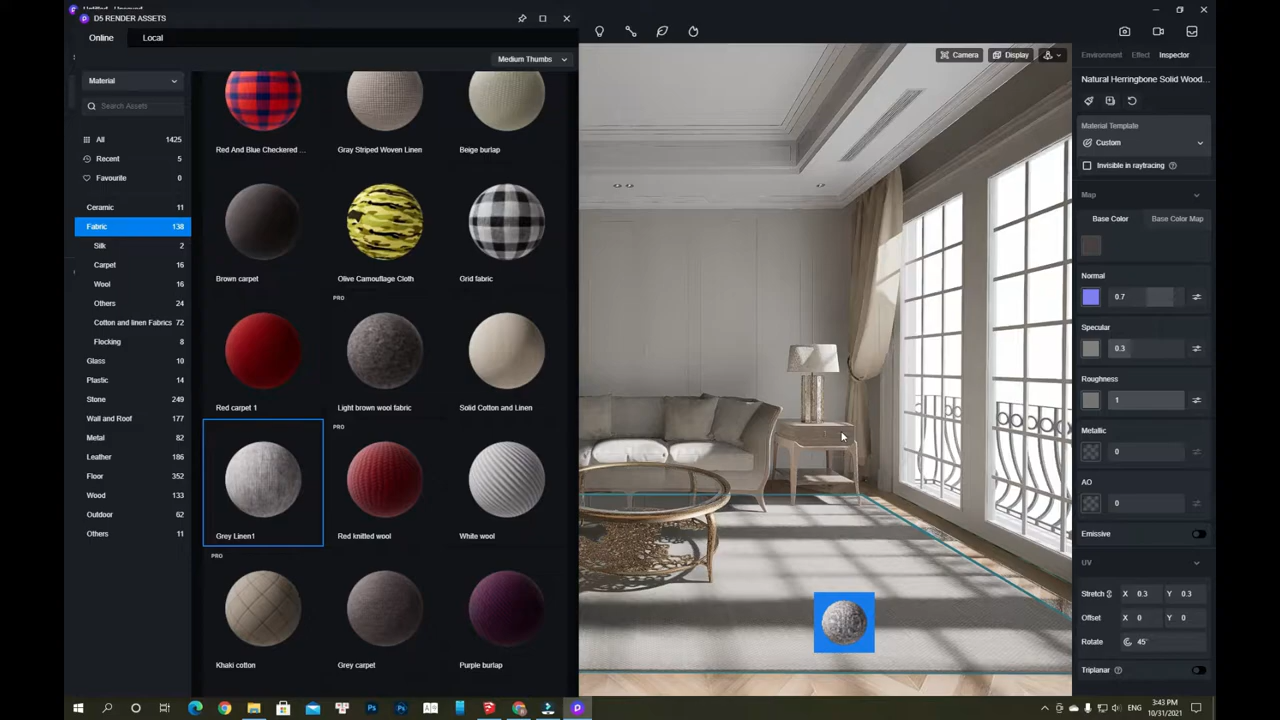 D5 RENDER ASSETS
Online
Local
Medium Thumbs
Material
Search Assets
All 1425
Recent 5
Favourite 0
Ceramic 11
Fabric 138
Silk 2
Carpet 16
Wool 16
Others 24
Cotton and linen Fabrics 72
Flocking 8
Glass 10
Plastic 14
Stone 249
Wall and Roof 177
Metal 82
Leather 186
Floor 352
Wood 133
Outdoor 62
Others 11
Red And Blue Checkered ...
Gray Striped Woven Linen
Beige burlap
Brown carpet
Olive Camouflage Cloth
Grid fabric
PRO
Red carpet 1
Light brown wool fabric
Solid Cotton and Linen
PRO
Grey Linen1
Red knitted wool
White wool
PRO
Khaki cotton
Grey carpet
Purple burlap
Camera
Display
Environment
Effect
Inspector
Natural Herringbone Solid Wood...
Material Template
Custom
Invisible in raytracing
Map
Base Color
Base Color Map
Normal
0.7
Specular
0.3
Roughness
1
Metallic
0
AO
0
Emissive
UV
Stretch X 0.3 Y 0.3
Offset X 0 Y 0
Rotate 45°
Triplanar
ENG
3:43 PM
10/31/2021